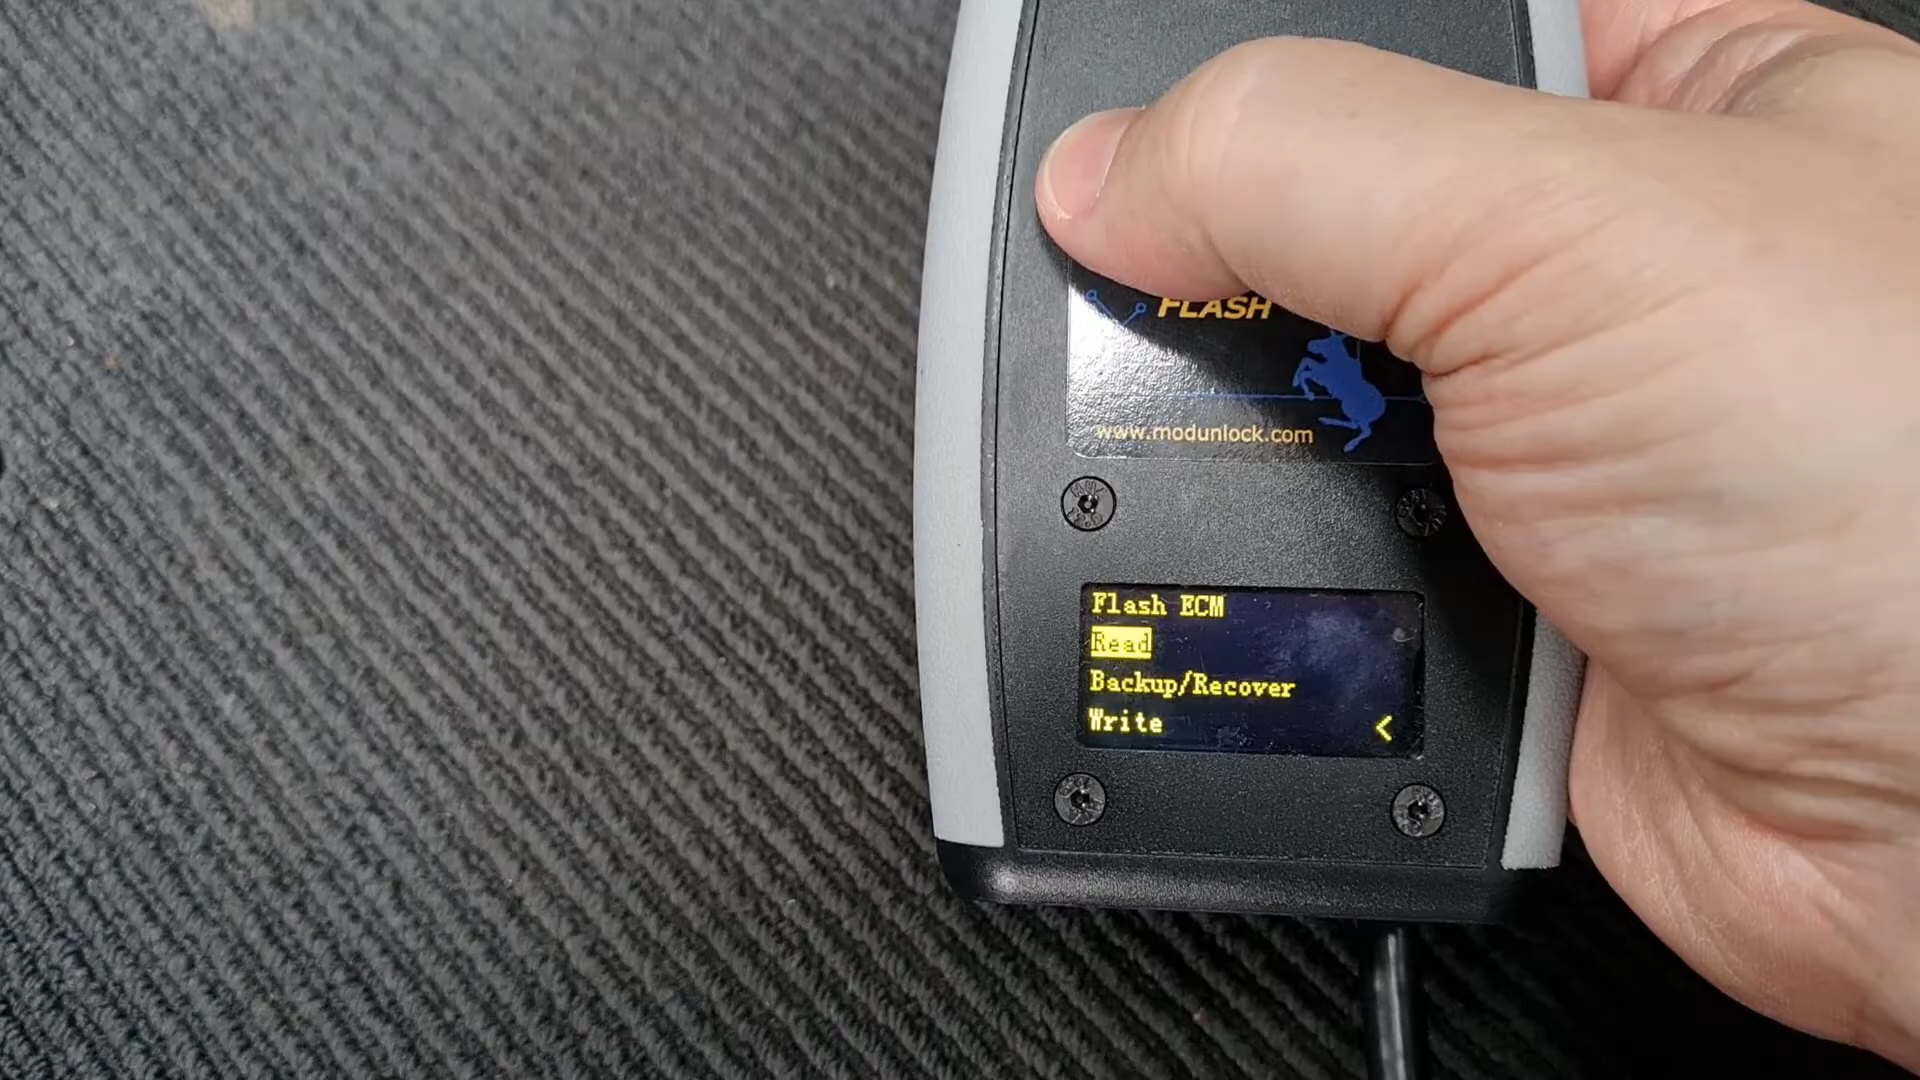 FLASH
www.modunlock.com
Flash ECM
Read
Backup/Recover
Write <